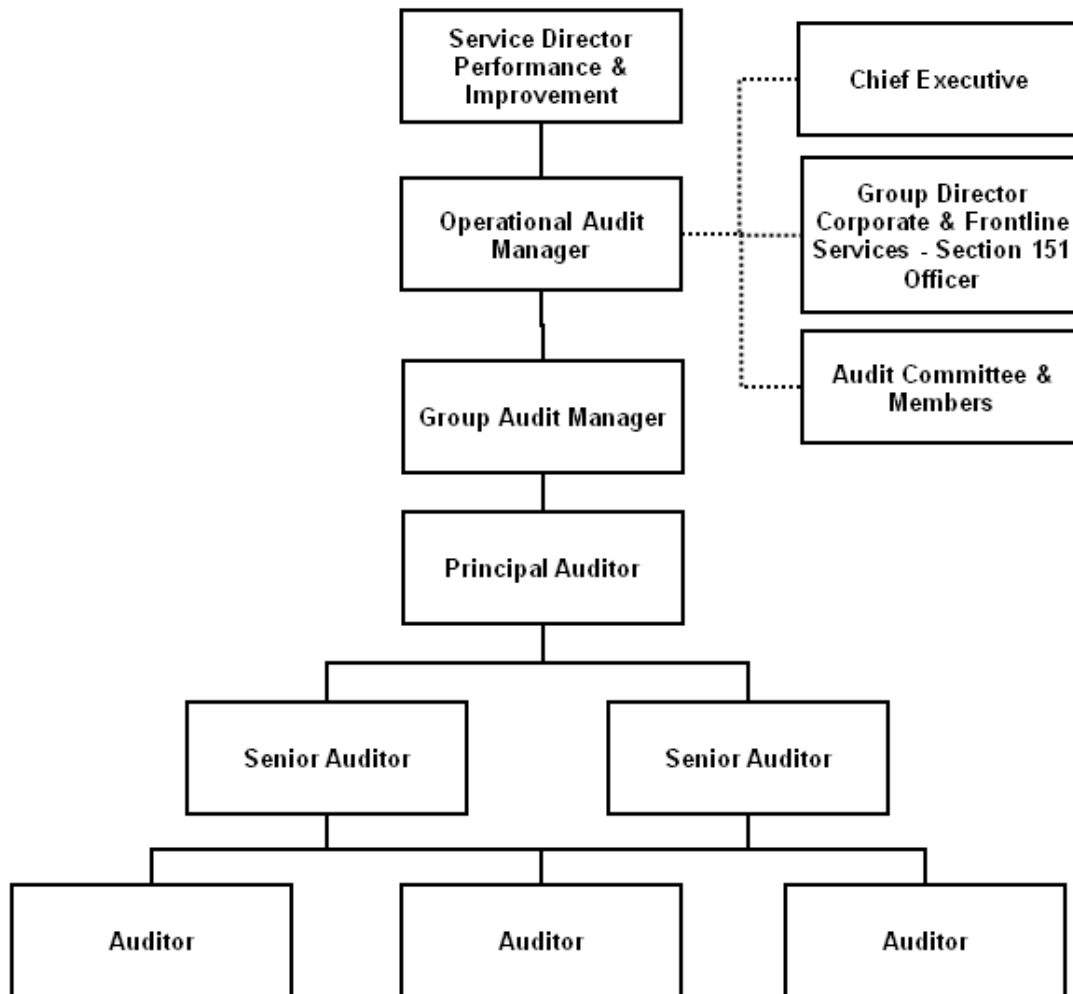 Service Director
Performance &
Improvement
Chief Executive
Operational Audit
Manager
Group Director
Corporate & Frontline
Services - Section 151
Officer
Group Audit Manager
Audit Committee &
Members
Principal Auditor
Senior Auditor
Senior Auditor
Auditor
Auditor
Auditor